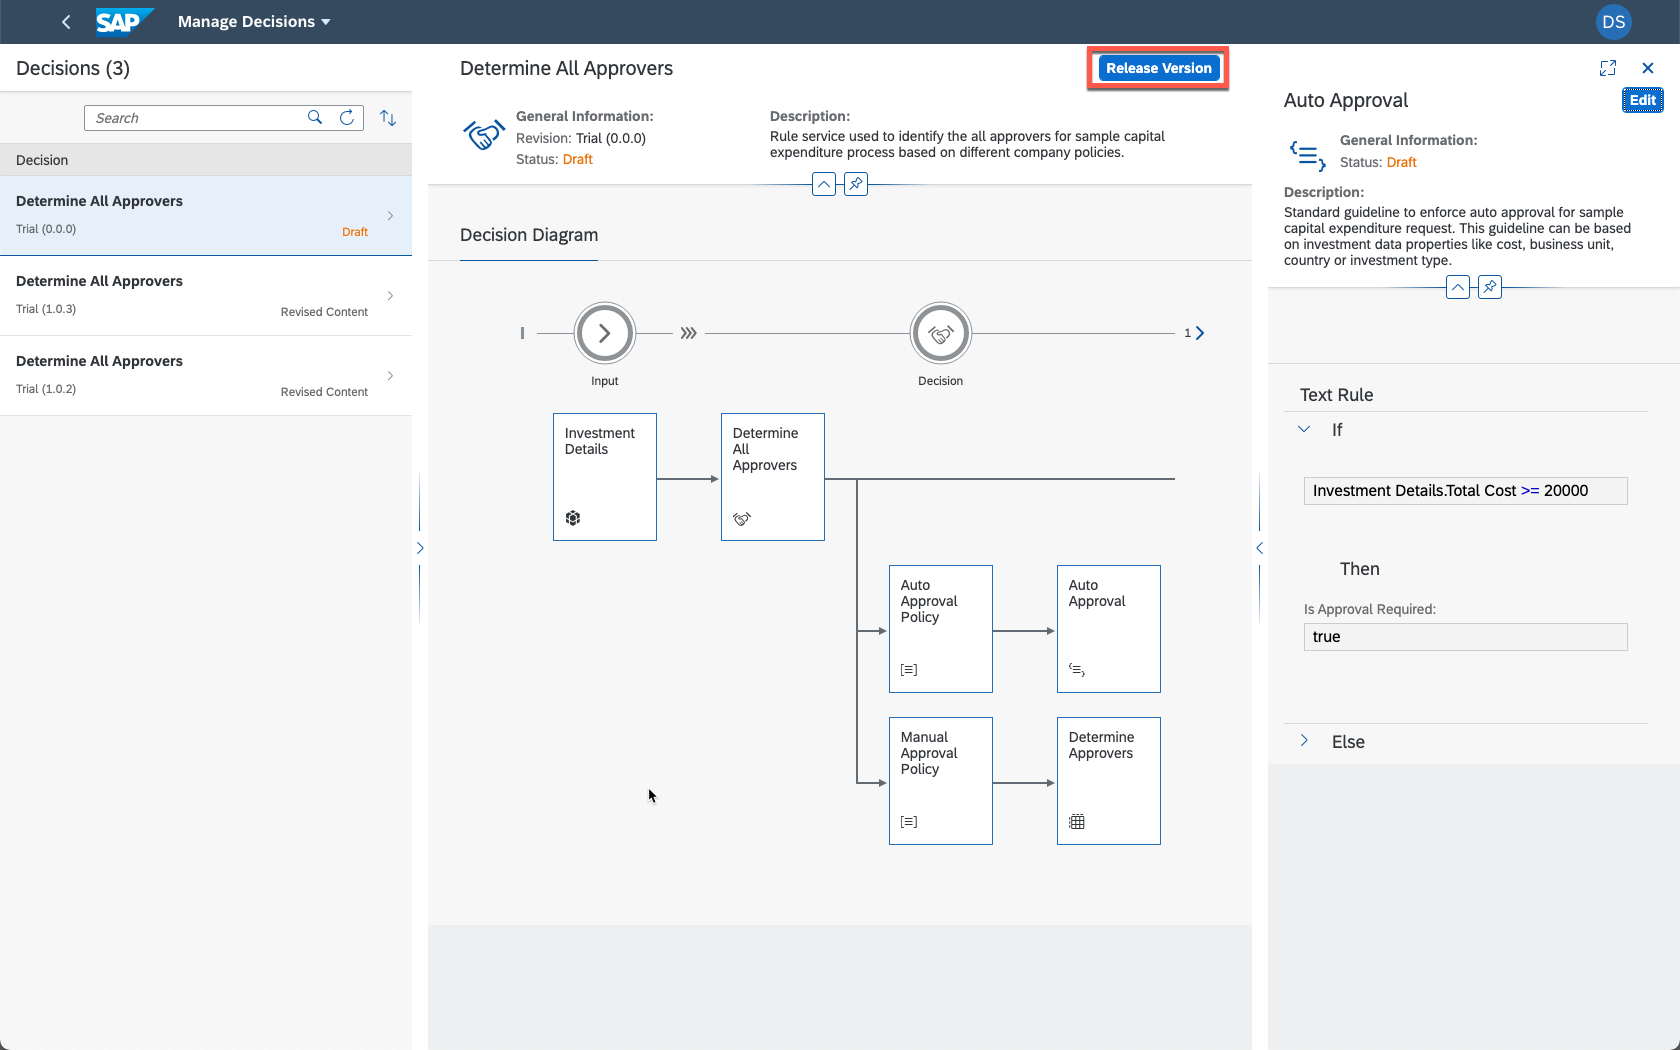 SAP Manage Decisions
DS
Decisions (3)
Search
Decision
Determine All Approvers
Trial (0.0.0)
Draft
Determine All Approvers
Trial (1.0.3)
Revised Content
Determine All Approvers
Trial (1.0.2)
Revised Content
Determine All Approvers
Release Version
General Information:
Revision: Trial (0.0.0)
Status: Draft
Description:
Rule service used to identify the all approvers for sample capital
expenditure process based on different company policies.
Decision Diagram
1
Input
Decision
Investment
Details
Determine
All
Approvers
Auto
Approval
Policy
Auto
Approval
Manual
Approval
Policy
Determine
Approvers
Auto Approval
Edit
General Information:
Status: Draft
Description:
Standard guideline to enforce auto approval for sample
capital expenditure request. This guideline can be based
on investment data properties like cost, business unit,
country or investment type.
Text Rule
If
Investment Details.Total Cost >= 20000
Then
Is Approval Required:
true
Else